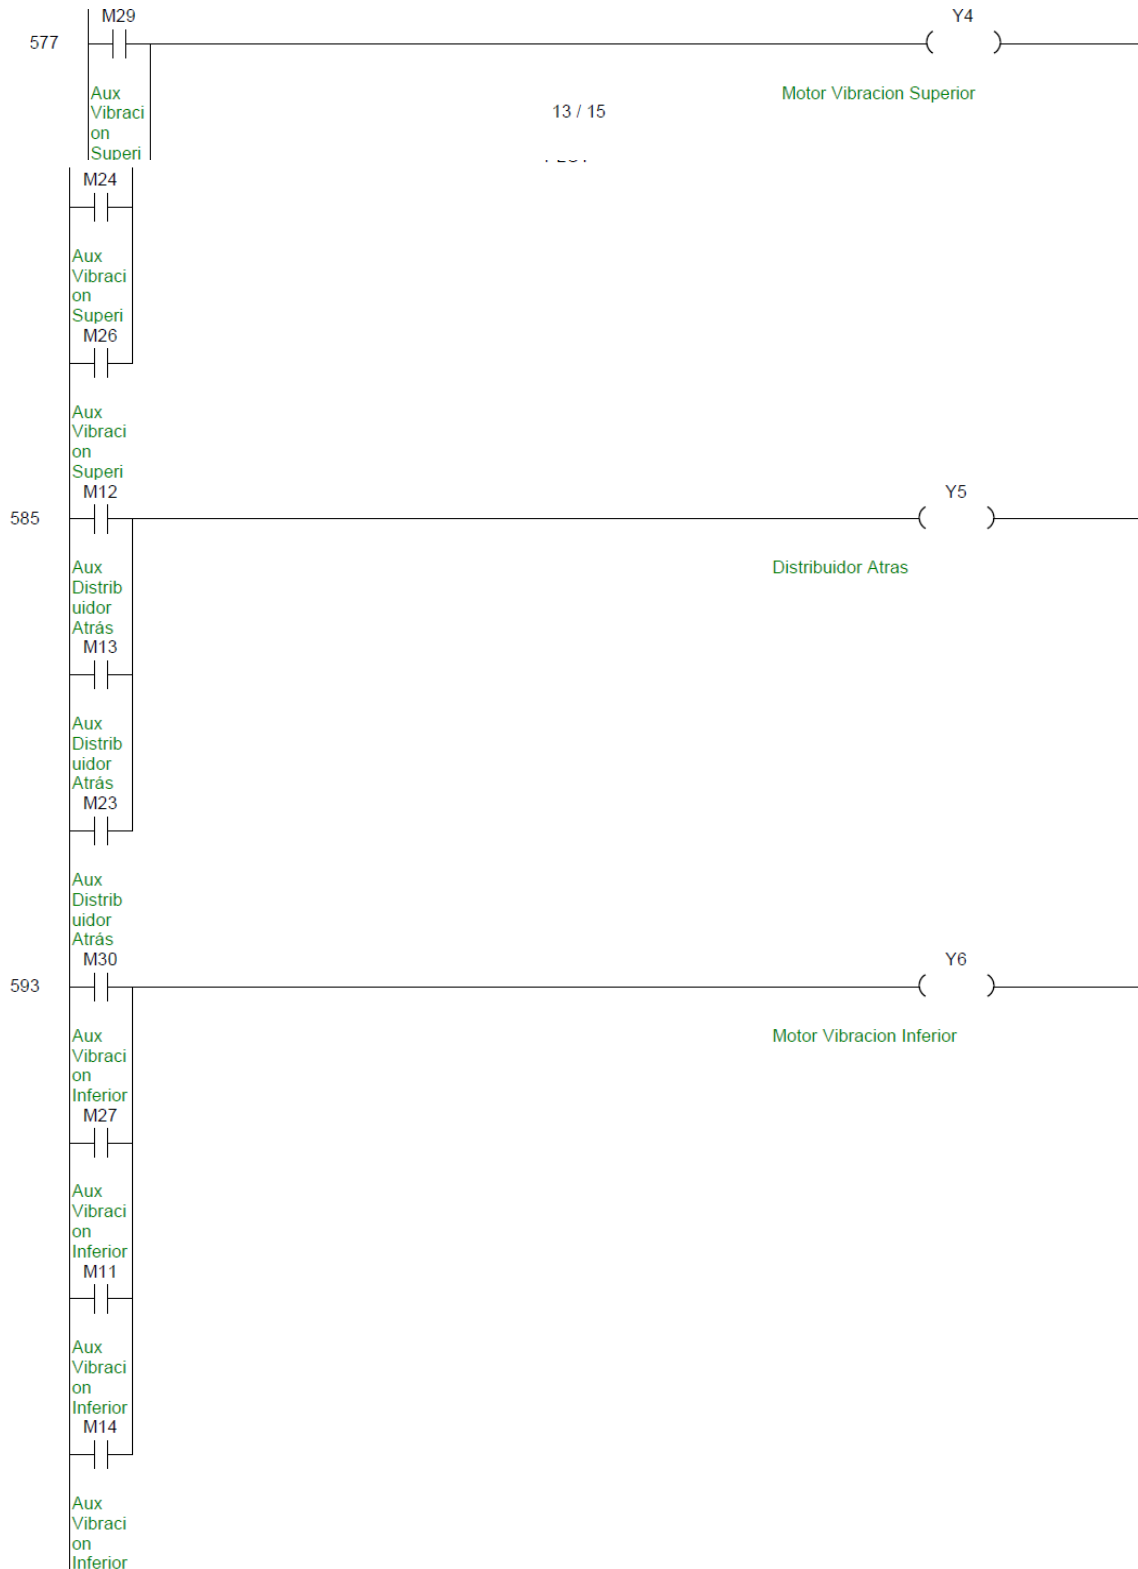 M29
Y4
577
Aux
Vibraci
on
Superi
Motor Vibracion Superior
13 / 15
M24
Aux
Vibraci
on
Superi
M26
Aux
Vibraci
on
Superi
M12
Y5
585
Aux
Distrib
uidor
Atrás
Distribuidor Atras
M13
Aux
Distrib
uidor
Atrás
M23
Aux
Distrib
uidor
Atrás
M30
Y6
593
Aux
Vibraci
on
Inferior
Motor Vibracion Inferior
M27
Aux
Vibraci
on
Inferior
M11
Aux
Vibraci
on
Inferior
M14
Aux
Vibraci
on
Inferior